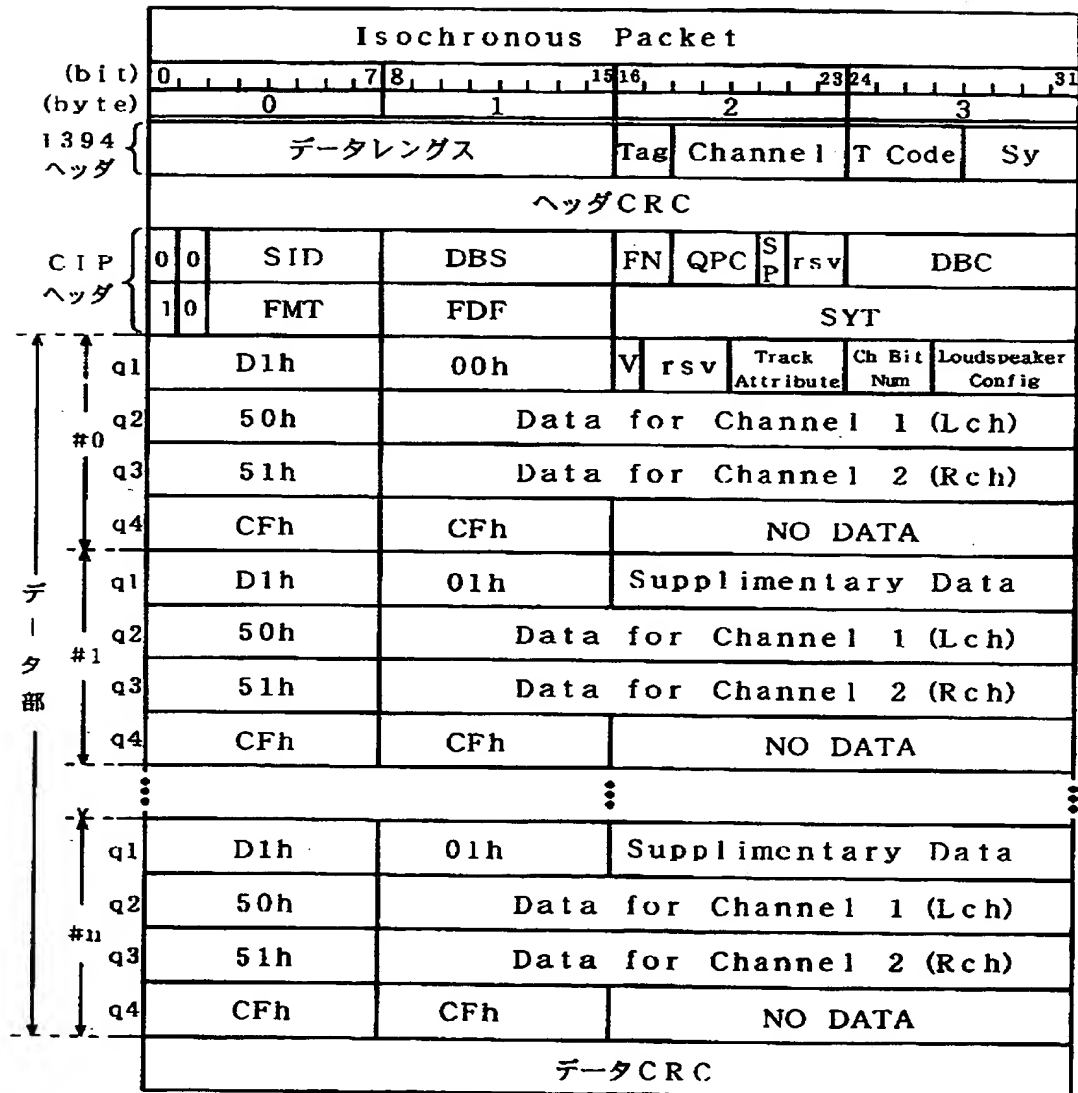 Isochronous Packet
(bit) 0 7 8 15 16 23 24 31
(byte) 0 1 2 3
1394 ヘッダ データレングス Tag Channel T Code Sy
ヘッダCRC
CIP ヘッダ 0 0 SID DBS FN QPC SP rsv DBC
1 0 FMT FDF SYT
データ部
#0
q1 D1h 00h V rsv Track Attribute Ch Bit Num Loudspeaker Config
q2 50h Data for Channel 1 (Lch)
q3 51h Data for Channel 2 (Rch)
q4 CFh CFh NO DATA
#1
q1 D1h 01h Supplimentary Data
q2 50h Data for Channel 1 (Lch)
q3 51h Data for Channel 2 (Rch)
q4 CFh CFh NO DATA
#n
q1 D1h 01h Supplimentary Data
q2 50h Data for Channel 1 (Lch)
q3 51h Data for Channel 2 (Rch)
q4 CFh CFh NO DATA
データCRC